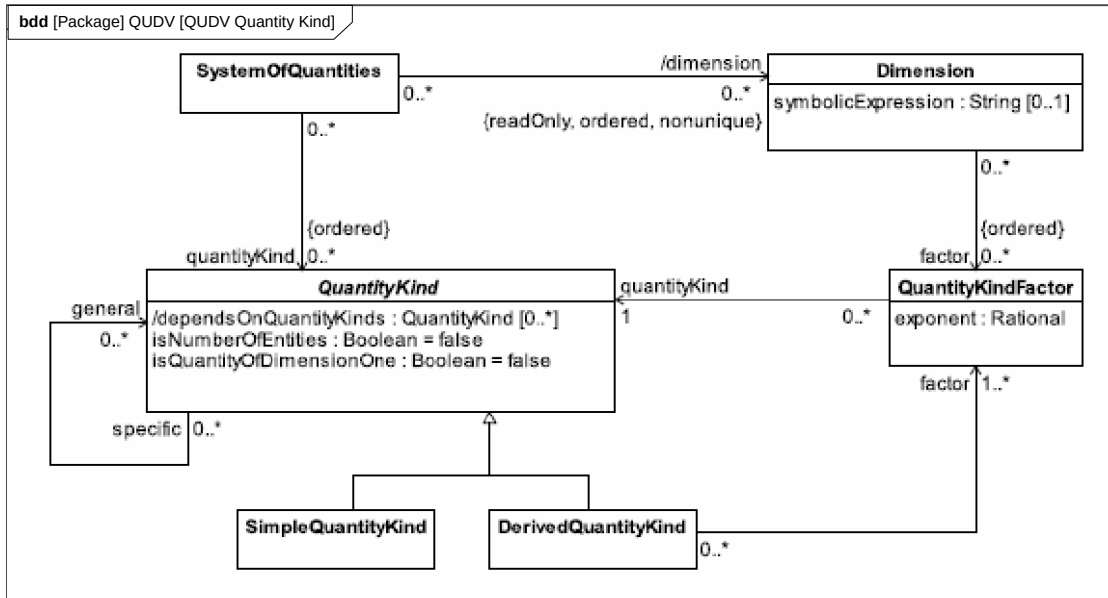 bdd [Package] QUDV [QUDV Quantity Kind]
SystemOfQuantities
/dimension
0..*
0..*
{readOnly, ordered, nonunique}
Dimension
symbolicExpression : String [0..1]
0..*
0..*
{ordered}
quantityKind
0..*
{ordered}
factor
0..*
QuantityKind
/dependsOnQuantityKinds : QuantityKind [0..*]
isNumberOfEntities : Boolean = false
isQuantityOfDimensionOne : Boolean = false
general
0..*
specific
0..*
quantityKind
1
0..*
QuantityKindFactor
exponent : Rational
factor
1..*
SimpleQuantityKind
DerivedQuantityKind
0..*